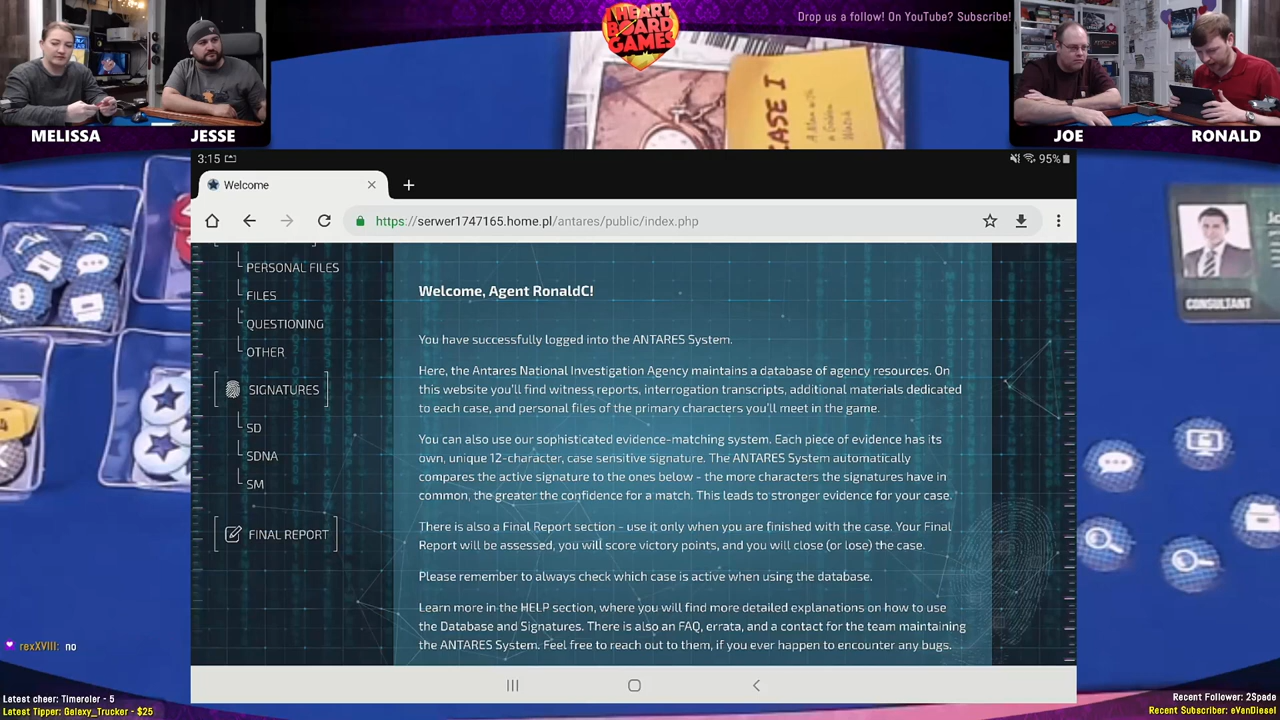 Drop us a follow! On YouTube? Subscribe!
I HEART
BOARD
GAMES
MELISSA
JESSE
JOE
RONALD
CASE I
3:15
95%
Welcome
https://serwer1747165.home.pl/antares/public/index.php
PERSONAL FILES
FILES
QUESTIONING
OTHER
SIGNATURES
SD
SDNA
SM
FINAL REPORT
Welcome, Agent RonaldC!
You have successfully logged into the ANTARES System.
Here, the Antares National Investigation Agency maintains a database of agency resources. On
this website you'll find witness reports, interrogation transcripts, additional materials dedicated
to each case, and personal files of the primary characters you'll meet in the game.
You can also use our sophisticated evidence-matching system. Each piece of evidence has its
own, unique 12-character, case sensitive signature. The ANTARES System automatically
compares the active signature to the ones below - the more characters the signatures have in
common, the greater the confidence for a match. This leads to stronger evidence for your case.
There is also a Final Report section - use it only when you are finished with the case. Your Final
Report will be assessed, you will score victory points, and you will close (or lose) the case.
Please remember to always check which case is active when using the database.
Learn more in the HELP section, where you will find more detailed explanations on how to use
the Database and Signatures. There is also an FAQ, errata, and a contact for the team maintaining
the ANTARES System. Feel free to reach out to them, if you ever happen to encounter any bugs.
CONSULTANT
rexXVIII: no
Latest cheer: Timeroler - 5
Latest Tipper: Galaxy_Trucker - $25
Recent Follower: 2Spade
Recent Subscriber: eVanDiesel